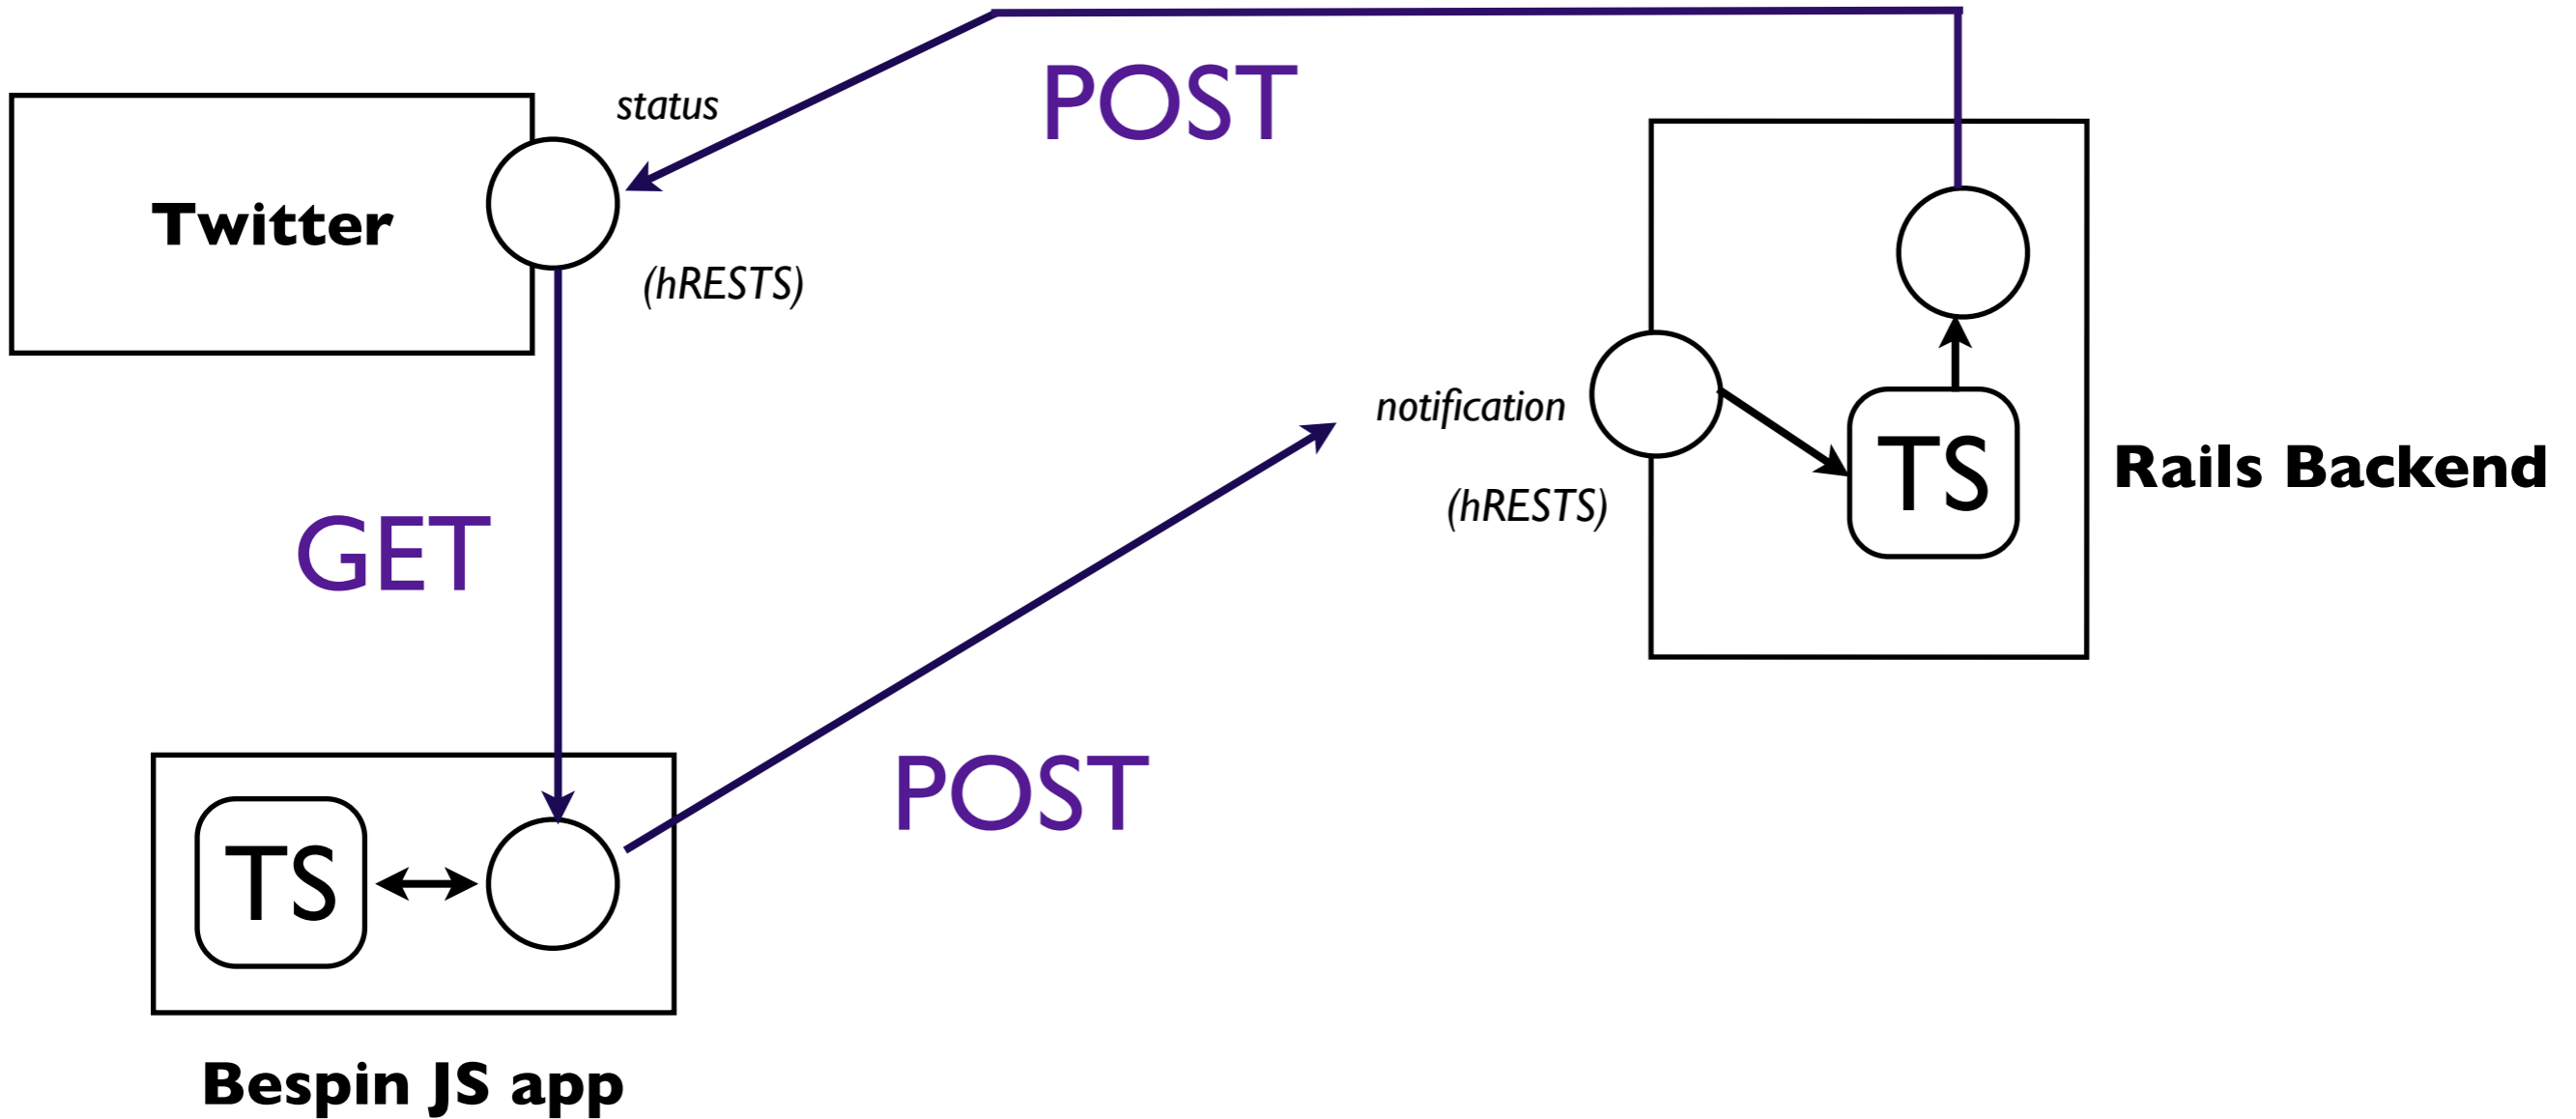 POST
status
Twitter
(hRESTS)
notification
TS
Rails Backend
(hRESTS)
GET
POST
TS
Bespin JS app